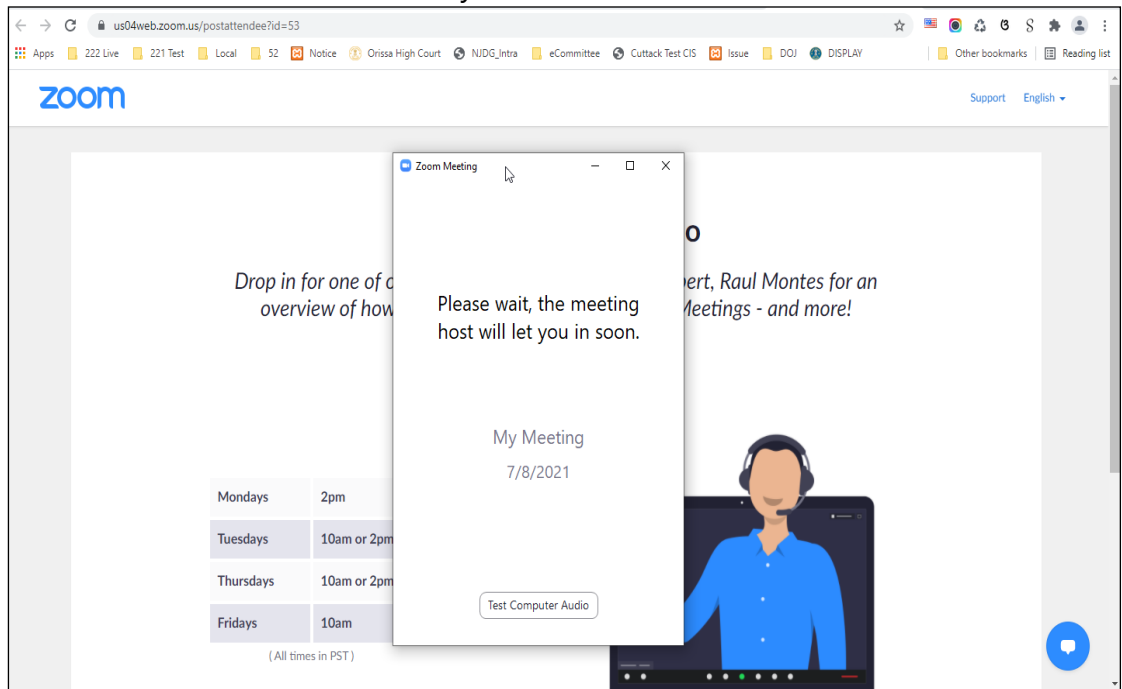 us04web.zoom.us/postattendee?id=53
Apps 222 Live 221 Test Local 52 Notice Orissa High Court NJDG_Intra eCommittee Cuttack Test CIS Issue DOJ DISPLAY Other bookmarks Reading list
zoom Support English
Zoom Meeting
o
Drop in for one of Raul Montes for an
overview of how Meetings - and more!
Please wait, the meeting
host will let you in soon.
My Meeting
7/8/2021
Mondays 2pm
Tuesdays 10am or 2pm
Thursdays 10am or 2pm
Fridays 10am
(All times in PST)
Test Computer Audio